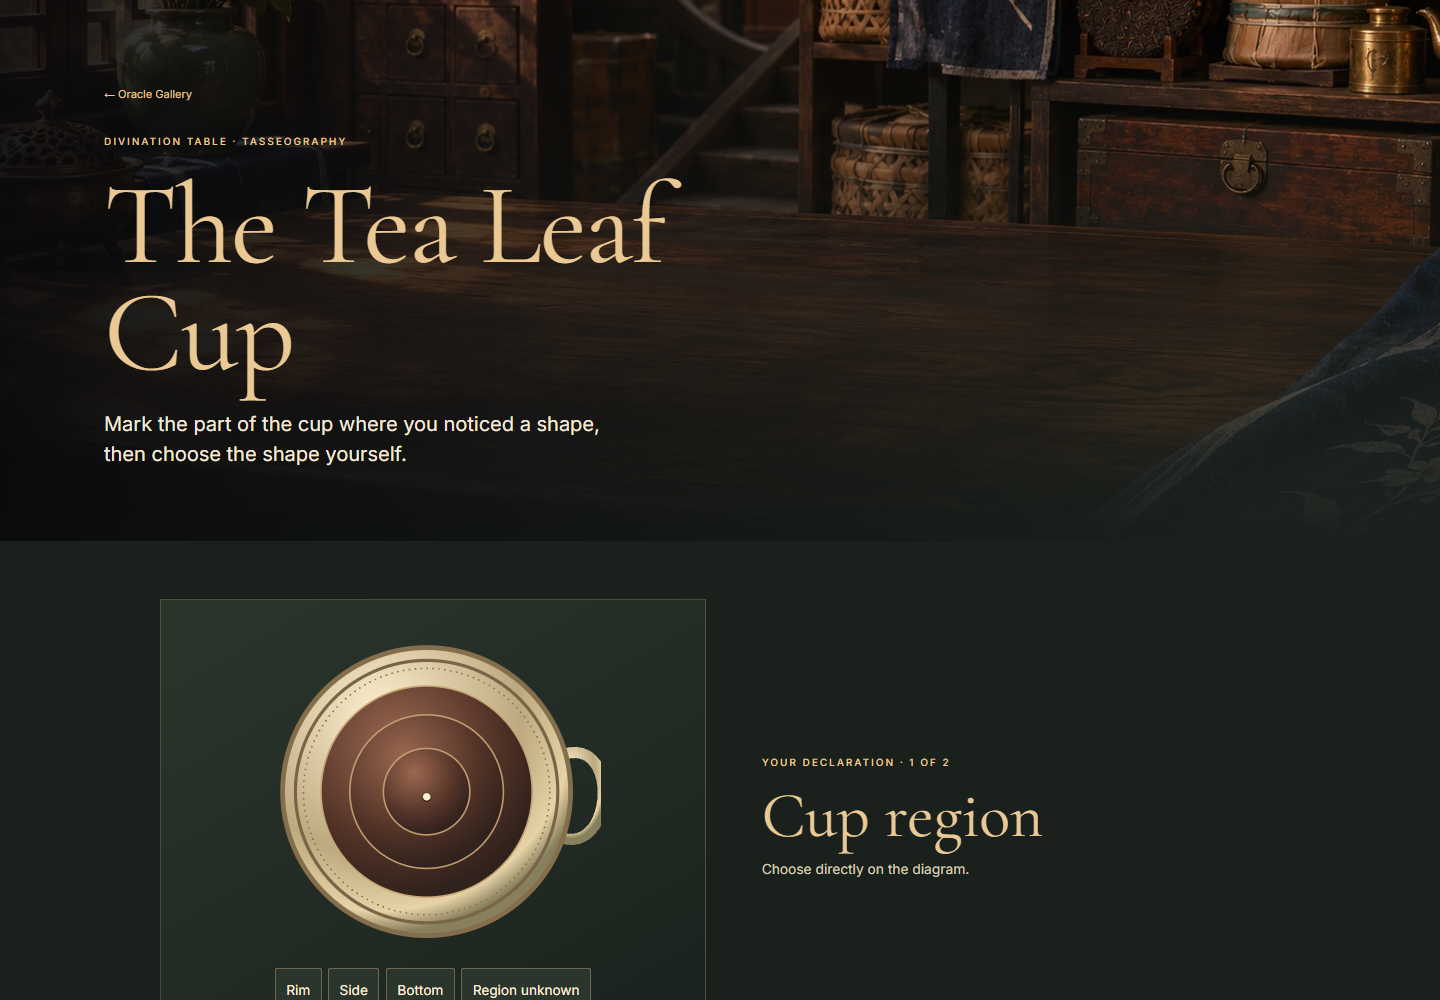 ← Oracle Gallery
DIVINATION TABLE · TASSEOGRAPHY
The Tea Leaf
Cup
Mark the part of the cup where you noticed a shape,
then choose the shape yourself.
YOUR DECLARATION · 1 OF 2
Cup region
Choose directly on the diagram.
Rim
Side
Bottom
Region unknown